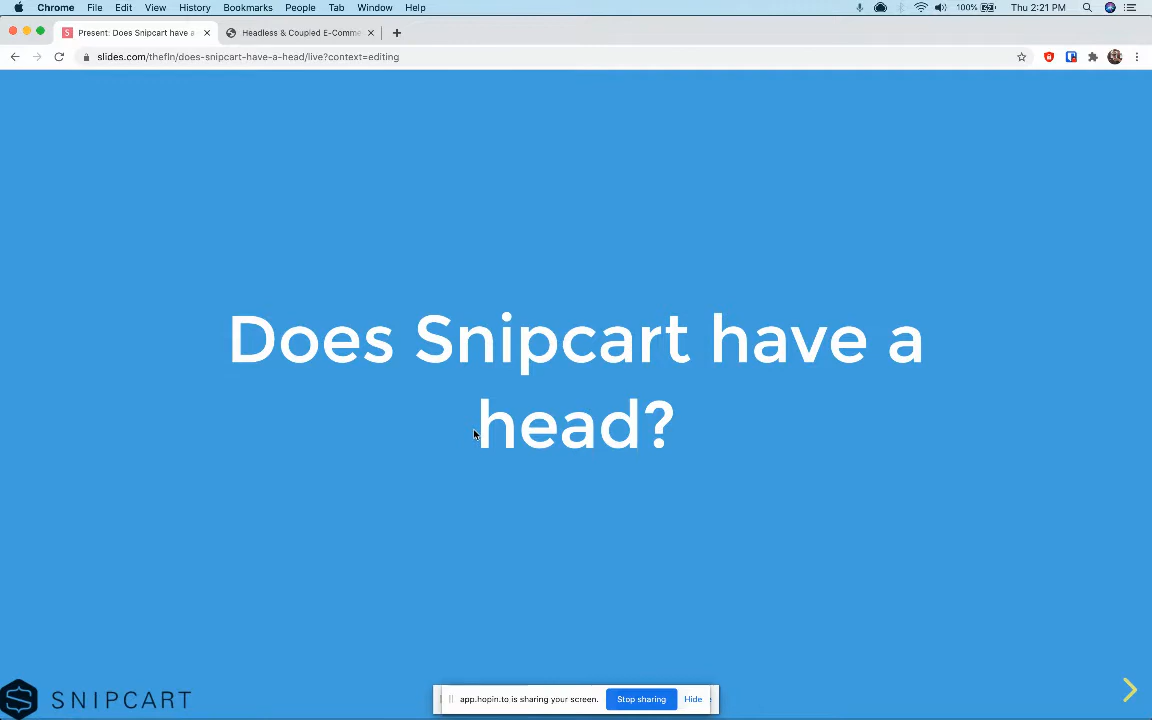 Chrome File Edit View History Bookmarks People Tab Window Help 100% Thu 2:21 PM
Present: Does Snipcart have a Headless & Coupled E-Comme
slides.com/thefln/does-snipcart-have-a-head/live?context=editing
Does Snipcart have a
head?
SNIPCART
app.hopin.to is sharing your screen. Stop sharing Hide